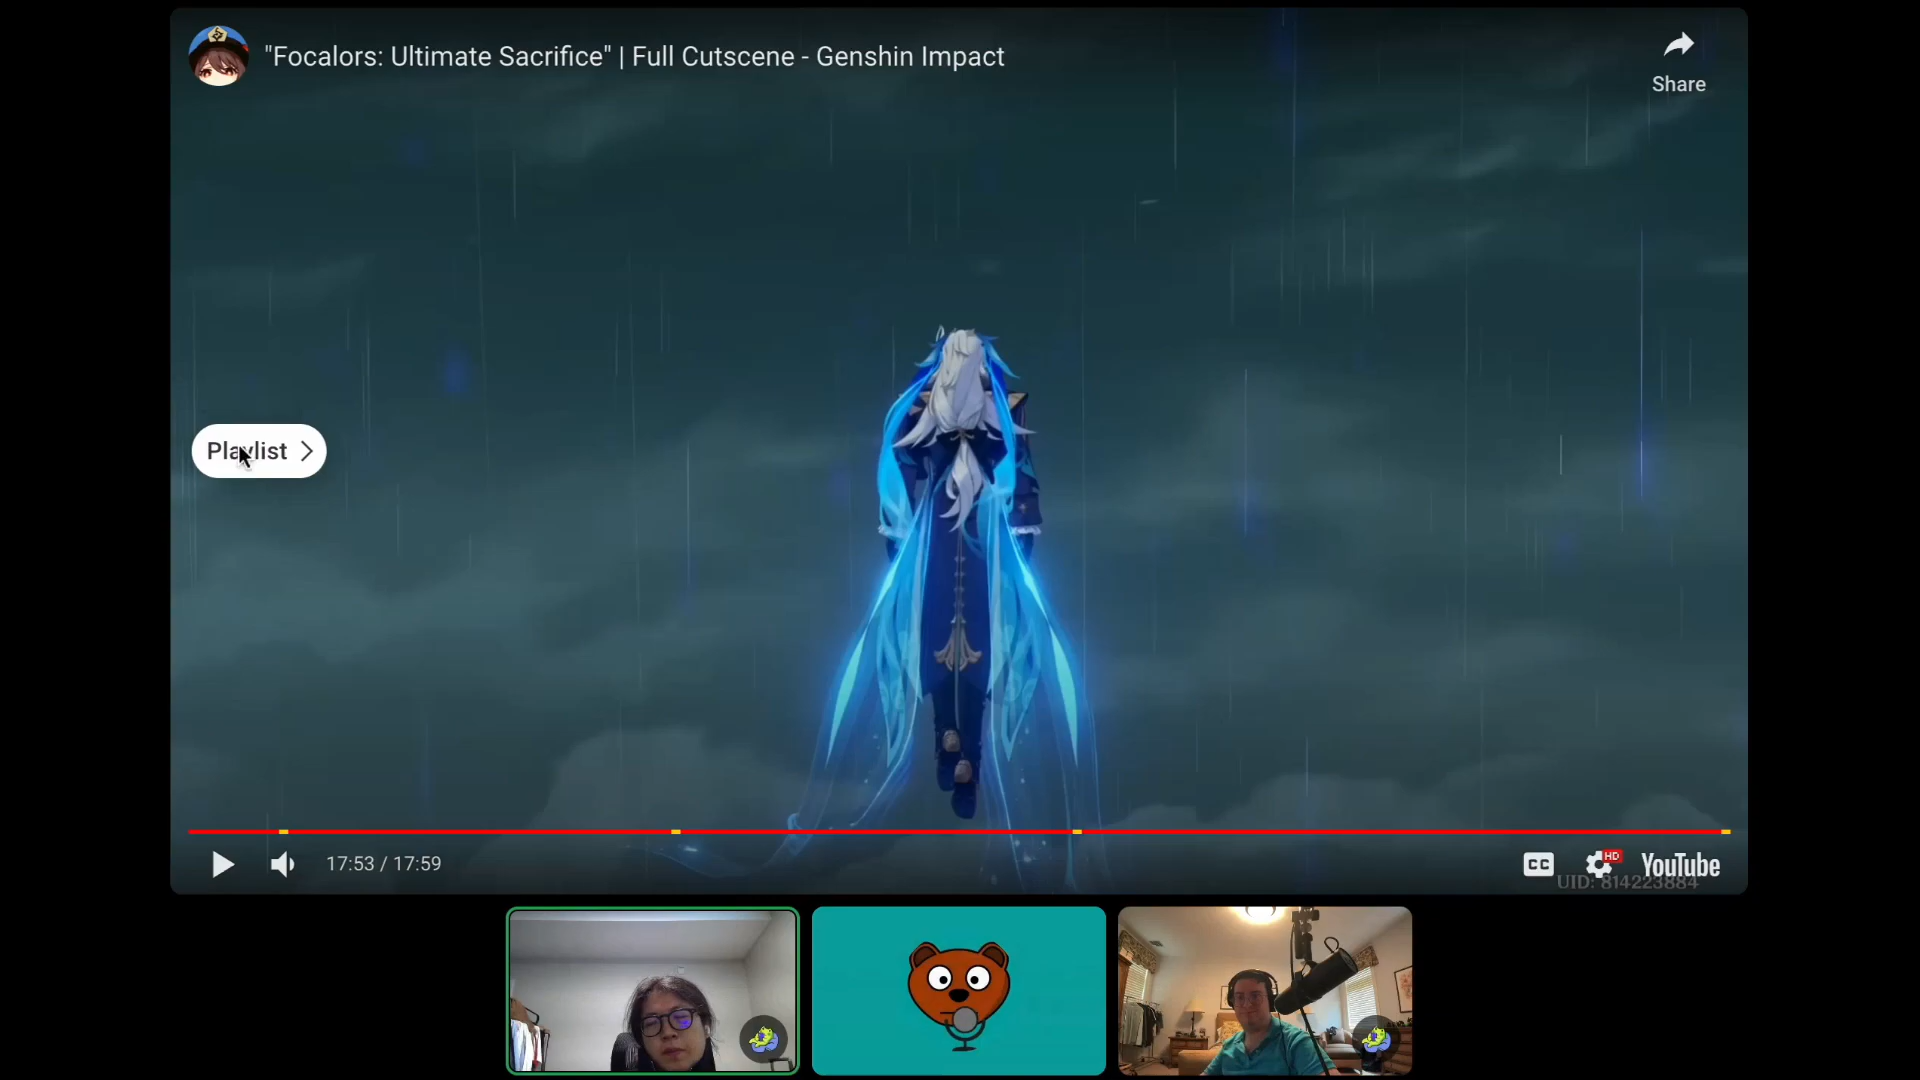 "Focalors: Ultimate Sacrifice" | Full Cutscene - Genshin Impact
Share
Playlist
17:53 / 17:59
CC
HD
YouTube
UID: 814223884